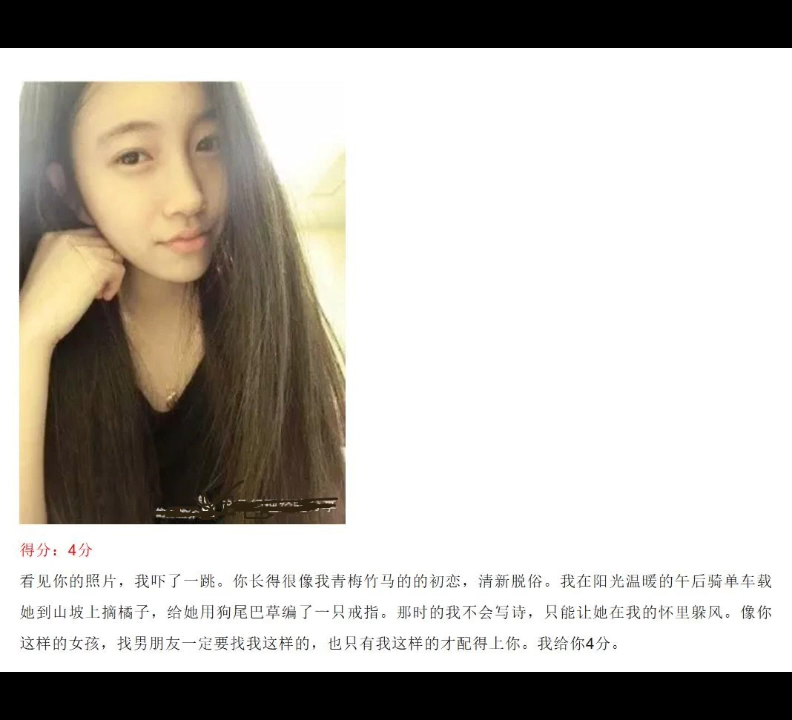 得分：4分
看见你的照片，我吓了一跳。你长得很像我青梅竹马的的初恋，清新脱俗。我在阳光温暖的午后骑单车载
她到山坡上摘橘子，给她用狗尾巴草编了一只戒指。那时的我不会写诗，只能让她在我的怀里躲风。像你
这样的女孩，找男朋友一定要找我这样的，也只有我这样的才配得上你。我给你4分。